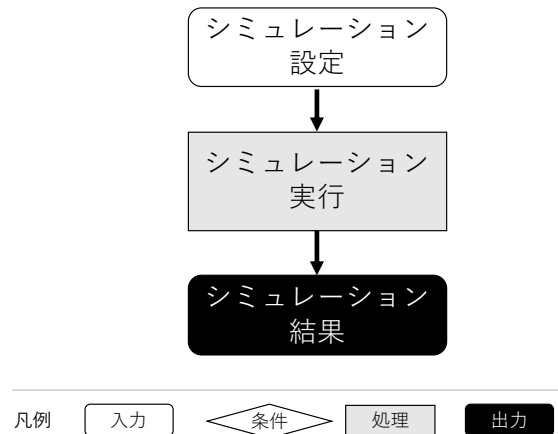 シミュレーション
設定
シミュレーション
実行
シミュレーション
結果
凡例 入力 条件 処理 出力